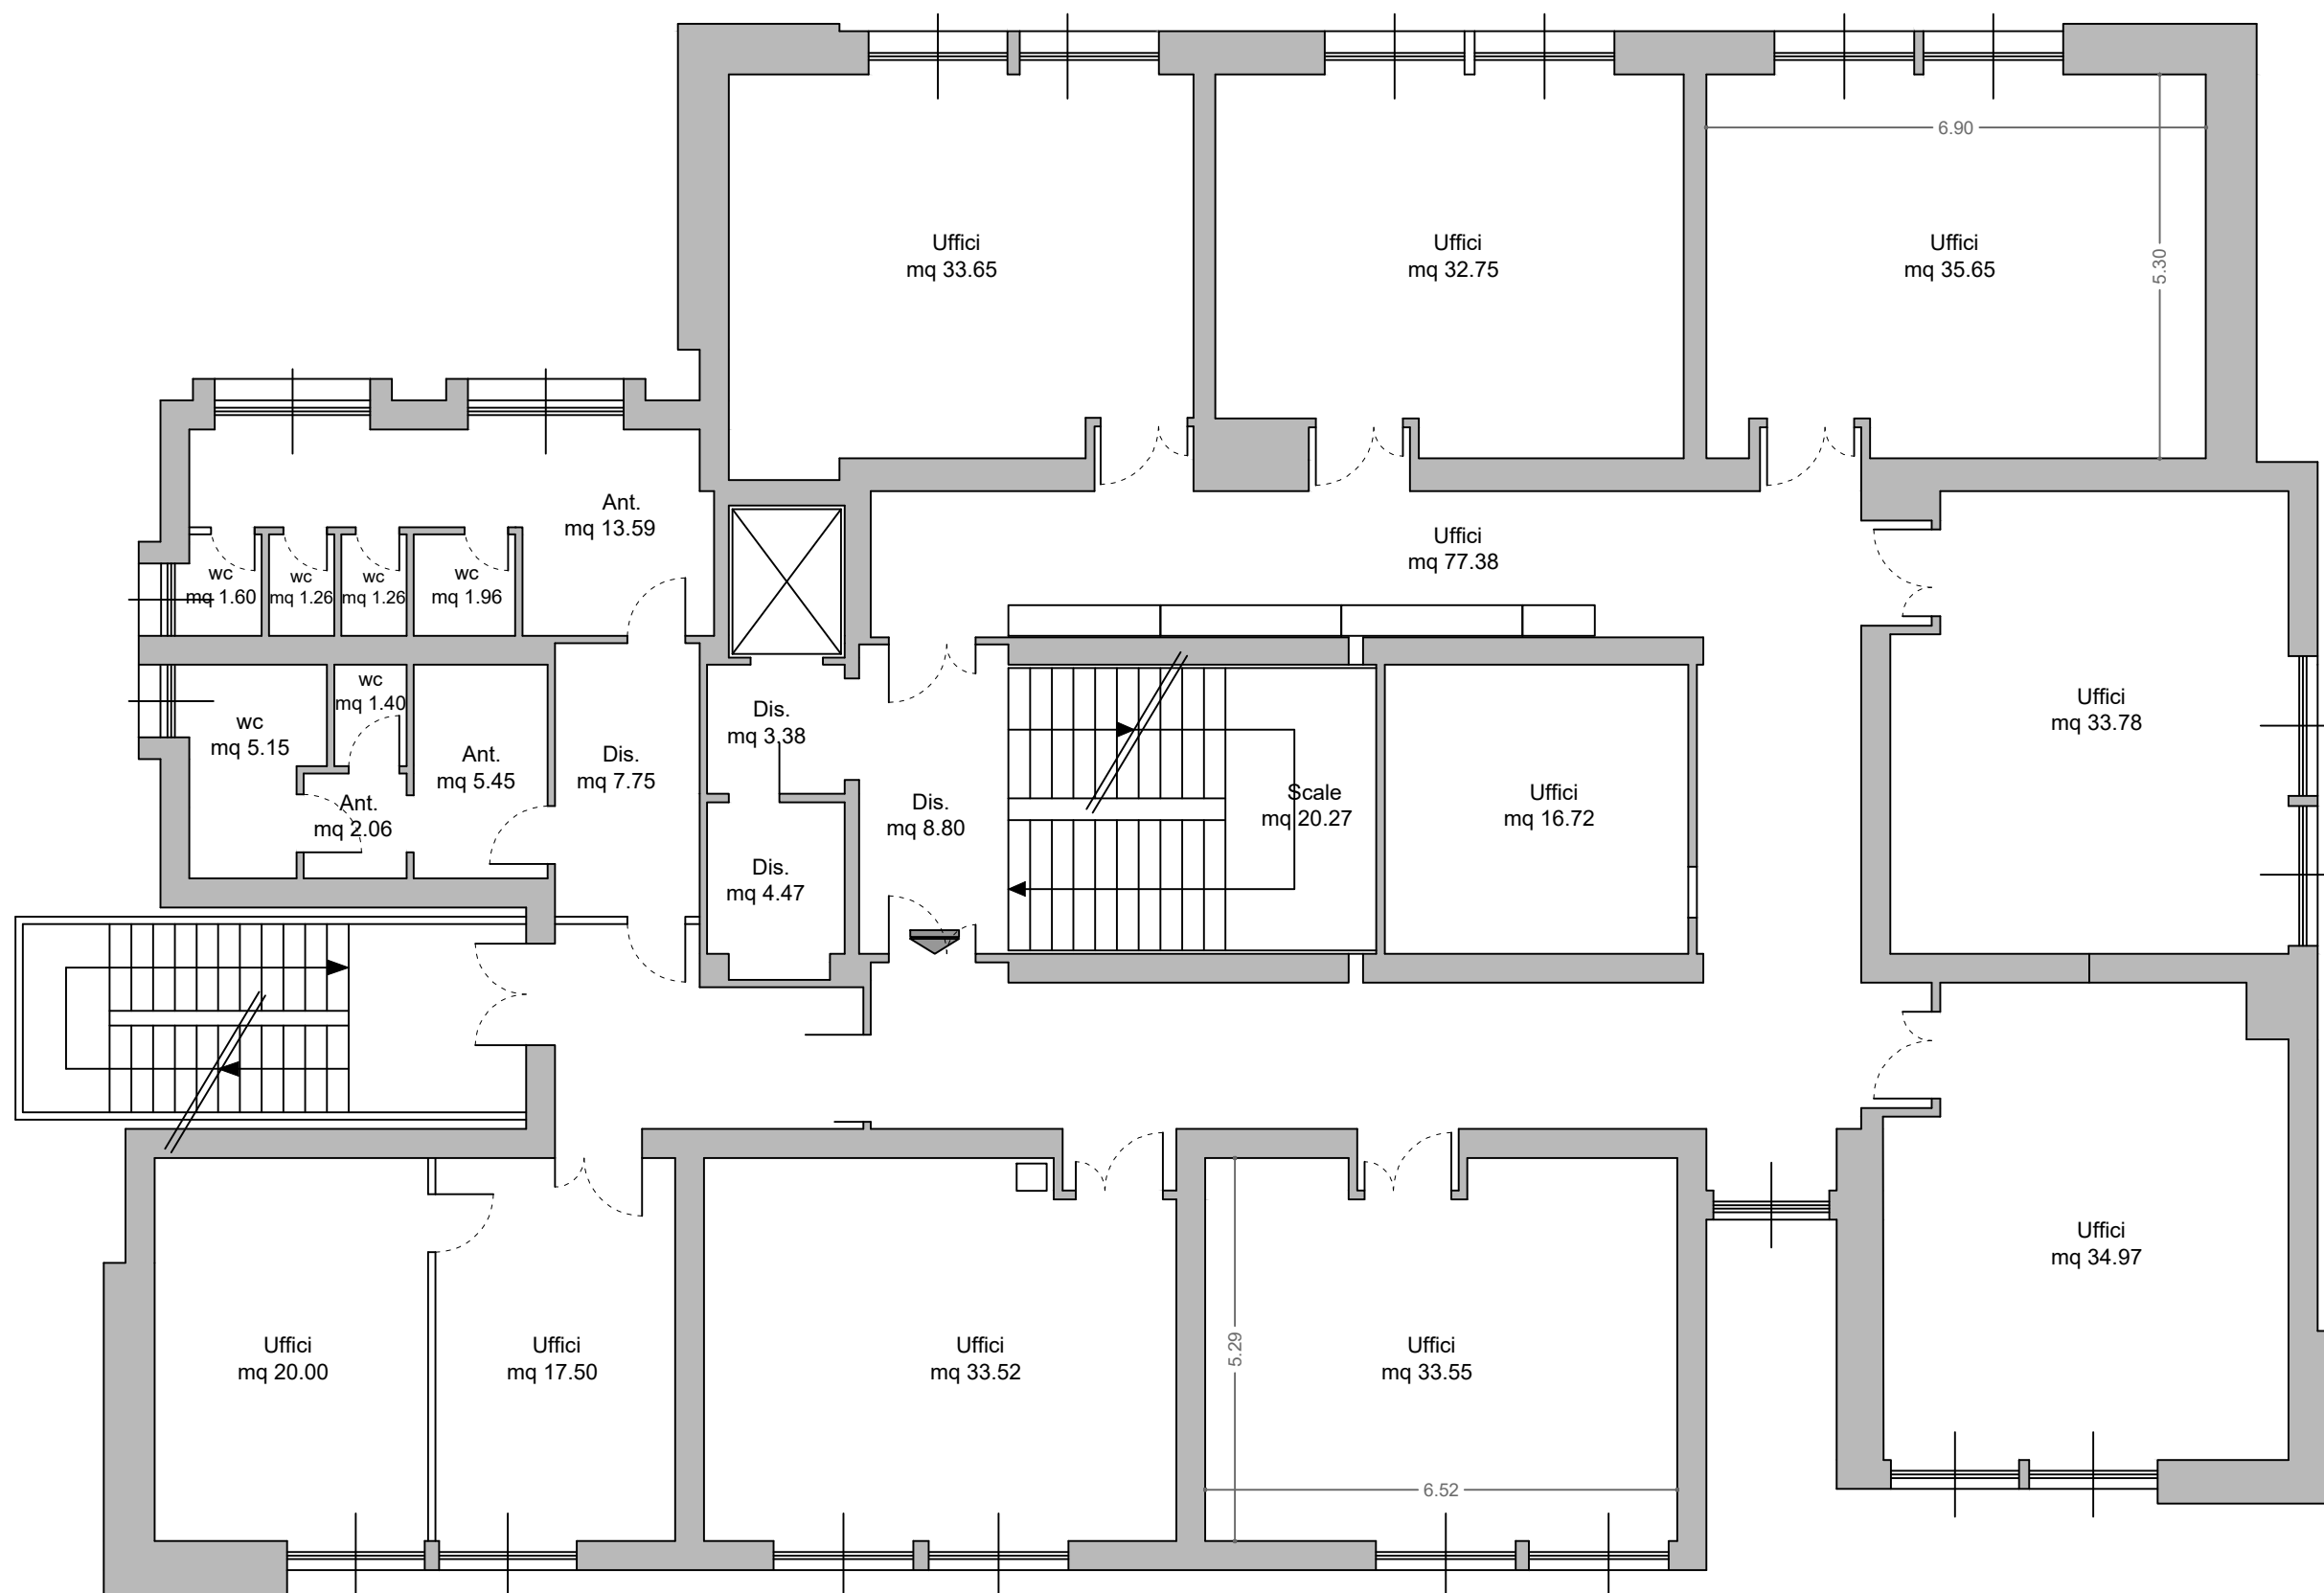 6.90
Uffici
mq 33.65
Uffici
mq 32.75
Uffici
mq 35.65
5.30
Ant.
mq 13.59
Uffici
mq 77.38
wc
mq 1.60
wc
mq 1.26
wc
mq 1.26
wc
mq 1.96
wc
mq 1.40
wc
mq 5.15
Ant.
mq 5.45
Ant.
mq 2.06
Dis.
mq 7.75
Dis.
mq 3.38
Dis.
mq 4.47
Dis.
mq 8.80
Scale
mq 20.27
Uffici
mq 16.72
Uffici
mq 33.78
Uffici
mq 34.97
Uffici
mq 20.00
Uffici
mq 17.50
Uffici
mq 33.52
5.29
Uffici
mq 33.55
6.52